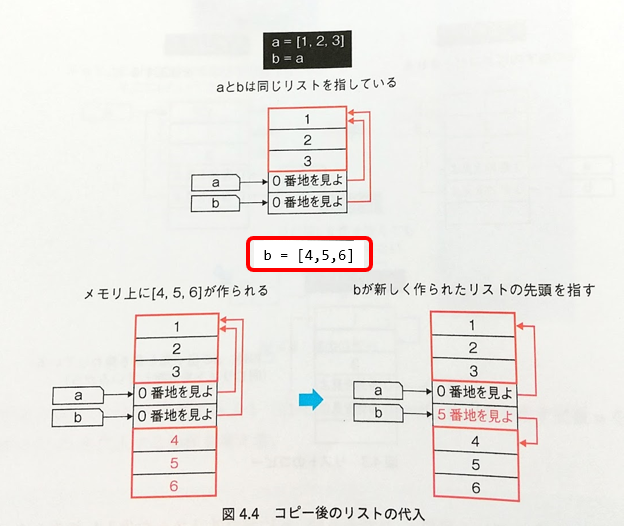 a = [1, 2, 3]
b = a
aとbは同じリストを指している
1
2
3
a
0番地を見よ
b
0番地を見よ
b = [4,5,6]
メモリ上に[4, 5, 6]が作られる
1
2
3
a
0番地を見よ
b
0番地を見よ
4
5
6
bが新しく作られたリストの先頭を指す
1
2
3
a
0番地を見よ
b
5番地を見よ
4
5
6
図 4.4 コピー後のリストの代入